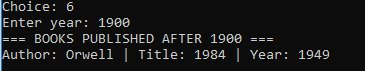 Choice: 6
Enter year: 1900
=== BOOKS PUBLISHED AFTER 1900 ===
Author: Orwell | Title: 1984 | Year: 1949